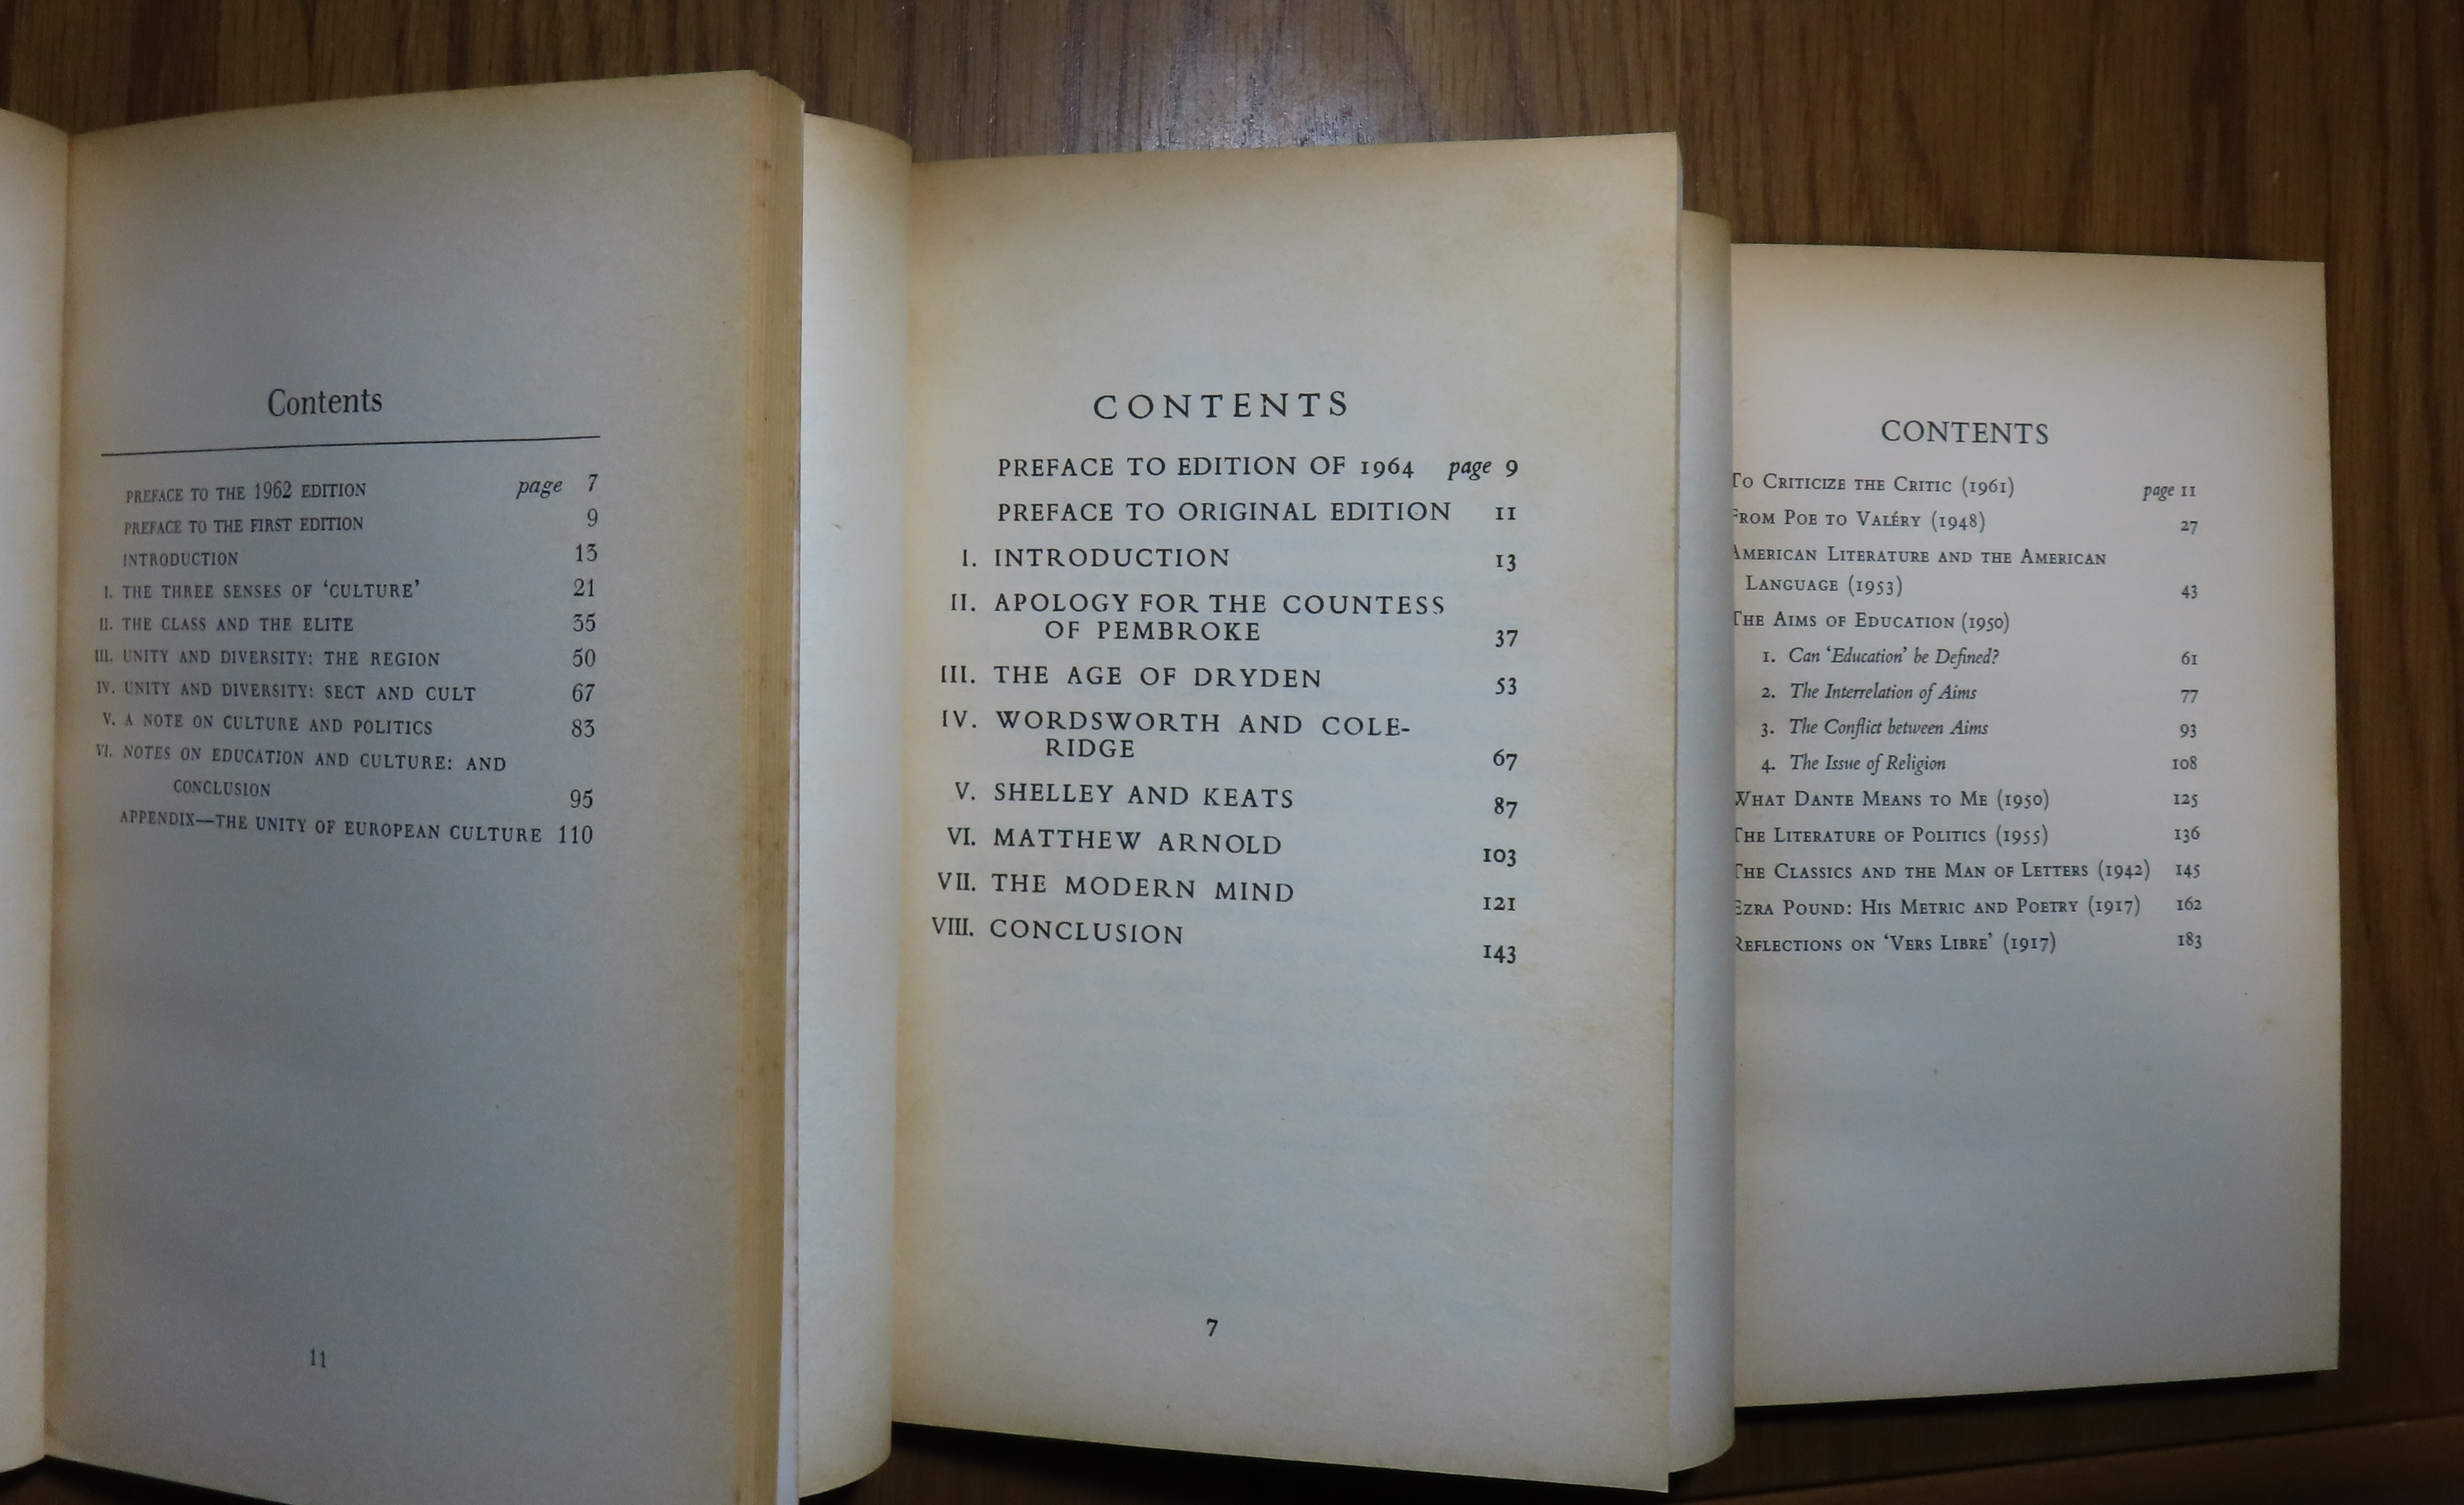 Contents
PREFACE TO THE 1962 EDITION page 7
PREFACE TO THE FIRST EDITION 9
INTRODUCTION 13
I. THE THREE SENSES OF ‘CULTURE’ 21
II. THE CLASS AND THE ELITE 35
III. UNITY AND DIVERSITY: THE REGION 50
IV. UNITY AND DIVERSITY: SECT AND CULT 67
V. A NOTE ON CULTURE AND POLITICS 83
VI. NOTES ON EDUCATION AND CULTURE: AND
CONCLUSION 95
APPENDIX—THE UNITY OF EUROPEAN CULTURE 110
11
CONTENTS
PREFACE TO EDITION OF 1964 page 9
PREFACE TO ORIGINAL EDITION 11
I. INTRODUCTION 13
II. APOLOGY FOR THE COUNTESS
OF PEMBROKE 37
III. THE AGE OF DRYDEN 53
IV. WORDSWORTH AND COLE-
RIDGE 67
V. SHELLEY AND KEATS 87
VI. MATTHEW ARNOLD 103
VII. THE MODERN MIND 121
VIII. CONCLUSION 143
7
CONTENTS
To Criticize the Critic (1961) page 11
From Poe to Valéry (1948) 27
American Literature and the American
Language (1953) 43
The Aims of Education (1950)
1. Can ‘Education’ be Defined? 61
2. The Interrelation of Aims 77
3. The Conflict between Aims 93
4. The Issue of Religion 108
What Dante Means to Me (1950) 125
The Literature of Politics (1955) 136
The Classics and the Man of Letters (1942) 145
Ezra Pound: His Metric and Poetry (1917) 162
Reflections on ‘Vers Libre’ (1917) 183